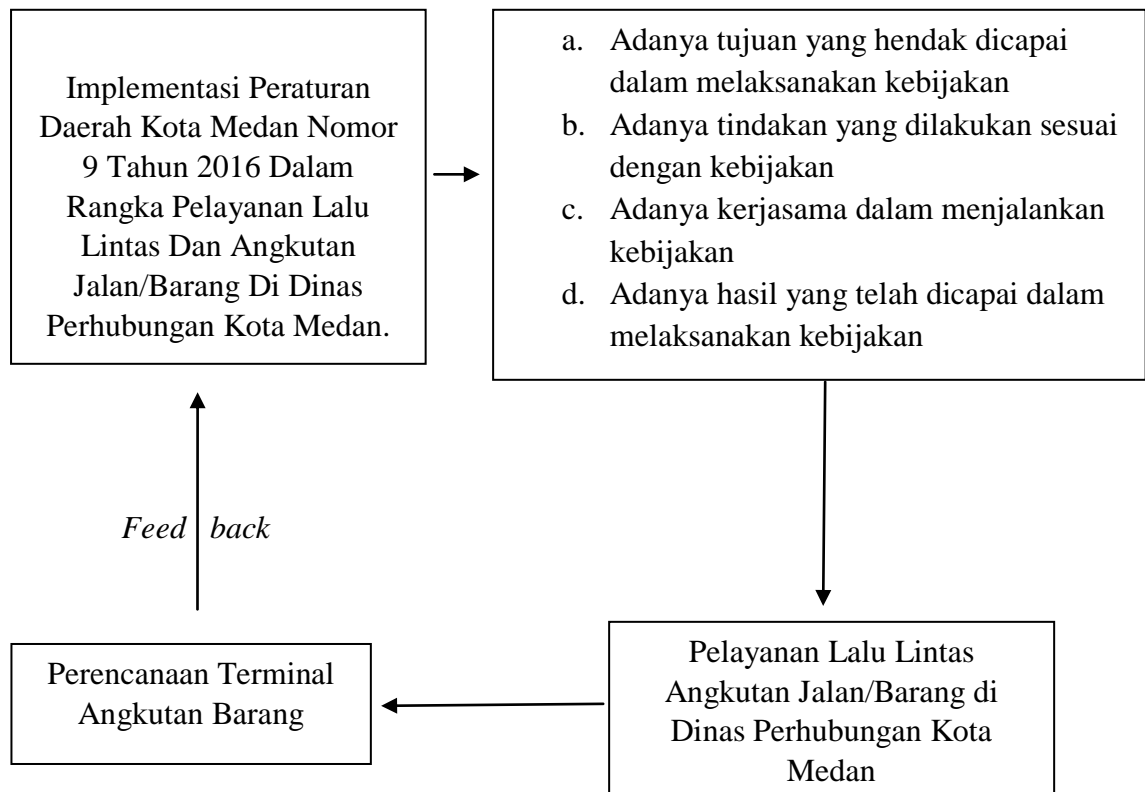 Implementasi Peraturan
Daerah Kota Medan Nomor
9 Tahun 2016 Dalam
Rangka Pelayanan Lalu
Lintas Dan Angkutan
Jalan/Barang Di Dinas
Perhubungan Kota Medan.
a. Adanya tujuan yang hendak dicapai
dalam melaksanakan kebijakan
b. Adanya tindakan yang dilakukan sesuai
dengan kebijakan
c. Adanya kerjasama dalam menjalankan
kebijakan
d. Adanya hasil yang telah dicapai dalam
melaksanakan kebijakan
Feed back
Perencanaan Terminal
Angkutan Barang
Pelayanan Lalu Lintas
Angkutan Jalan/Barang di
Dinas Perhubungan Kota
Medan